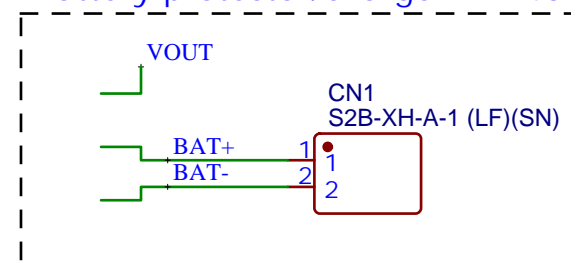 VOUT
CN1
S2B-XH-A-1 (LF)(SN)
BAT+ 1 1
BAT- 2 2